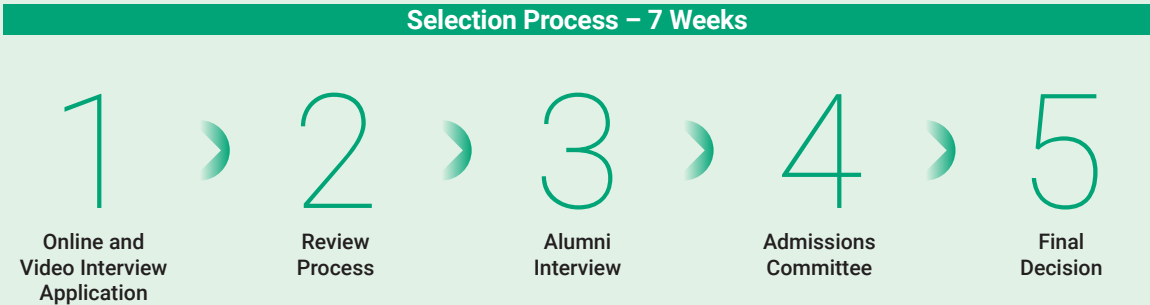 Selection Process – 7 Weeks
1
2
3
4
5
Online and
Video Interview
Application
Review
Process
Alumni
Interview
Admissions
Committee
Final
Decision